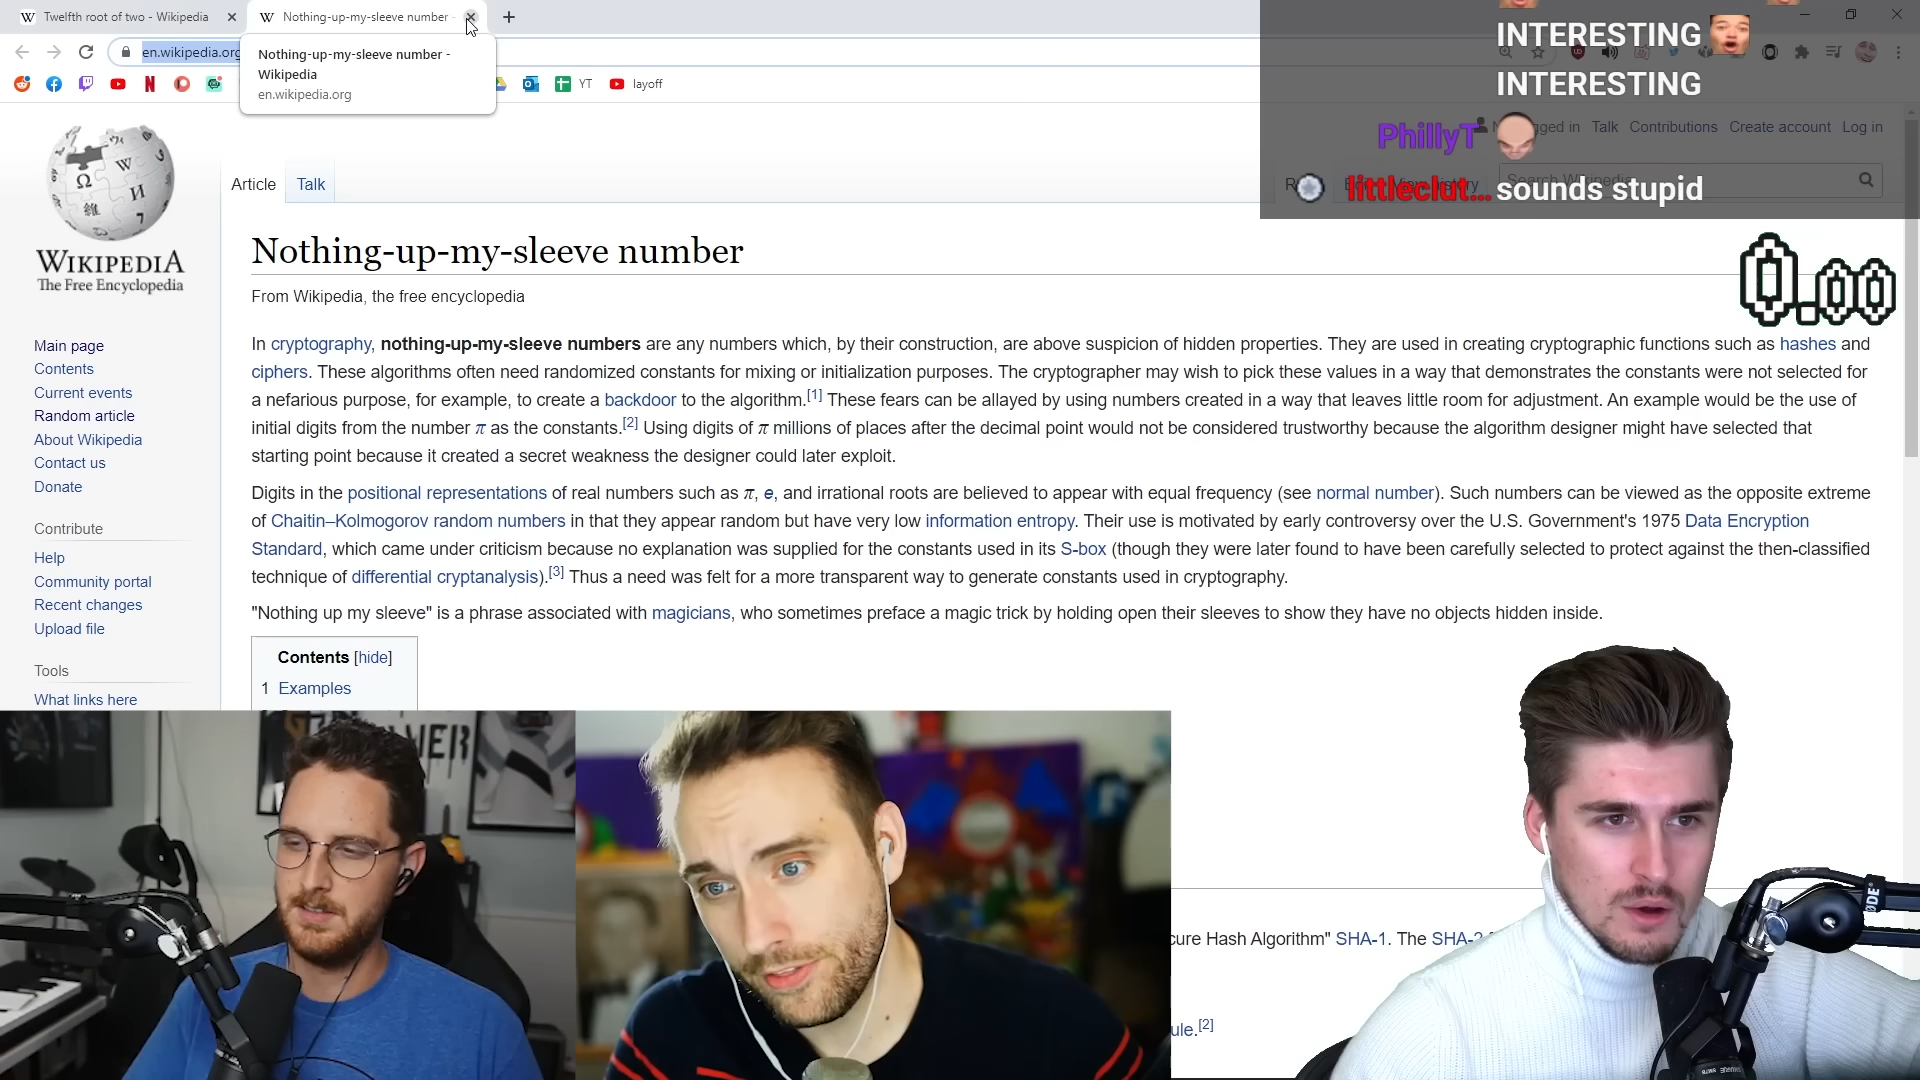 Twelfth root of two - Wikipedia
Nothing-up-my-sleeve number -
en.wikipedia.org
Nothing-up-my-sleeve number -
Wikipedia
en.wikipedia.org
YT
layoff
INTERESTING
INTERESTING
PhillyT
littleclut... sounds stupid
Talk Contributions Create account Log in
Search Wikipedia
WIKIPEDIA
The Free Encyclopedia
Article Talk
Nothing-up-my-sleeve number
0.00
From Wikipedia, the free encyclopedia
In cryptography, nothing-up-my-sleeve numbers are any numbers which, by their construction, are above suspicion of hidden properties. They are used in creating cryptographic functions such as hashes and
ciphers. These algorithms often need randomized constants for mixing or initialization purposes. The cryptographer may wish to pick these values in a way that demonstrates the constants were not selected for
a nefarious purpose, for example, to create a backdoor to the algorithm.[1] These fears can be allayed by using numbers created in a way that leaves little room for adjustment. An example would be the use of
initial digits from the number π as the constants.[2] Using digits of π millions of places after the decimal point would not be considered trustworthy because the algorithm designer might have selected that
starting point because it created a secret weakness the designer could later exploit.
Digits in the positional representations of real numbers such as π, e, and irrational roots are believed to appear with equal frequency (see normal number). Such numbers can be viewed as the opposite extreme
of Chaitin–Kolmogorov random numbers in that they appear random but have very low information entropy. Their use is motivated by early controversy over the U.S. Government's 1975 Data Encryption
Standard, which came under criticism because no explanation was supplied for the constants used in its S-box (though they were later found to have been carefully selected to protect against the then-classified
technique of differential cryptanalysis).[3] Thus a need was felt for a more transparent way to generate constants used in cryptography.
"Nothing up my sleeve" is a phrase associated with magicians, who sometimes preface a magic trick by holding open their sleeves to show they have no objects hidden inside.
Contents [hide]
1 Examples
Main page
Contents
Current events
Random article
About Wikipedia
Contact us
Donate
Contribute
Help
Community portal
Recent changes
Upload file
Tools
What links here
cure Hash Algorithm" SHA-1. The SHA-2
ule.[2]
RØDE